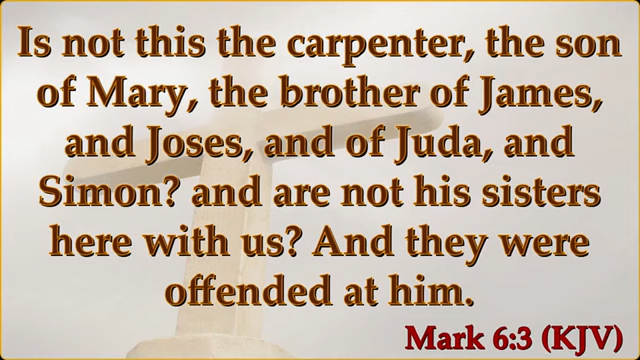 Is not this the carpenter, the son
of Mary, the brother of James,
and Joses, and of Juda, and
Simon? and are not his sisters
here with us? And they were
offended at him.
Mark 6:3 (KJV)